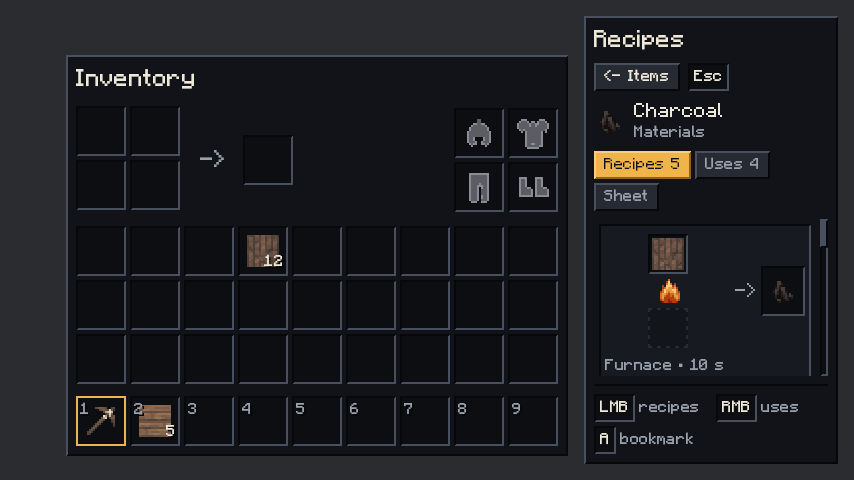 Inventory
12
1
2
5
3
4
5
6
7
8
9
Recipes
<- Items
Esc
Charcoal
Materials
Recipes 5
Uses 4
Sheet
Furnace • 10 s
LMB recipes
RMB uses
A bookmark